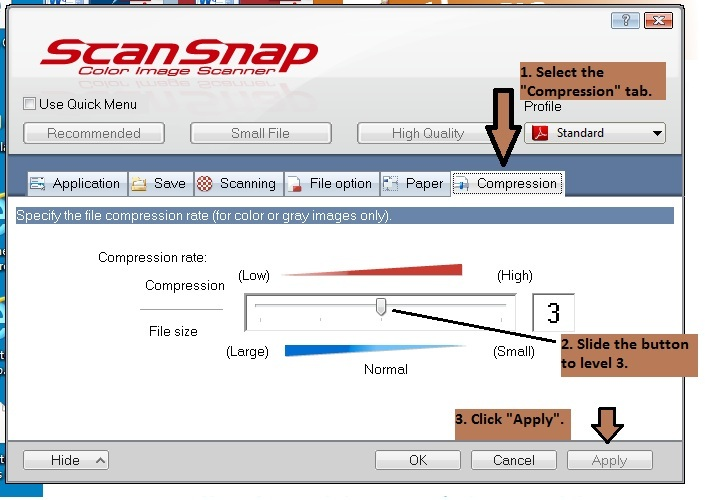 ScanSnap
Color Image Scanner
1. Select the
"Compression" tab.
Use Quick Menu
Profile
Recommended
Small File
High Quality
Standard
Application
Save
Scanning
File option
Paper
Compression
Specify the file compression rate (for color or gray images only).
Compression rate:
Compression
(Low)
(High)
3
File size
(Large)
(Small)
Normal
2. Slide the button
to level 3.
3. Click "Apply".
Hide
OK
Cancel
Apply